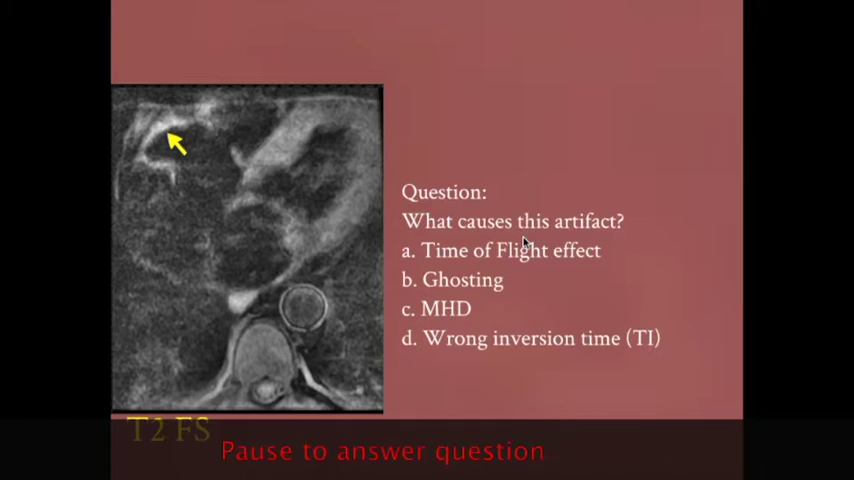 Question:
What causes this artifact?
a. Time of Flight effect
b. Ghosting
c. MHD
d. Wrong inversion time (TI)
T2 FS
Pause to answer question